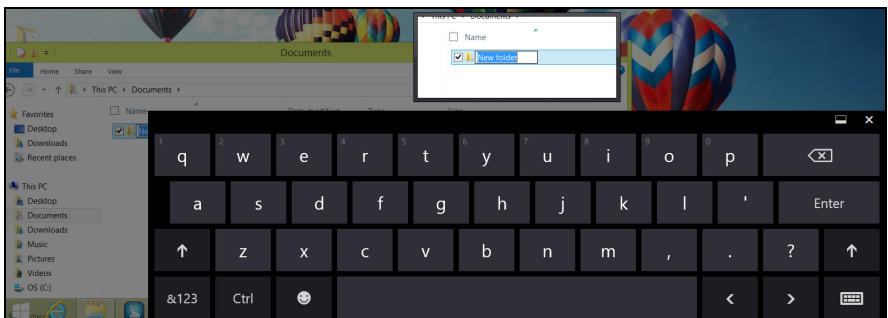 This PC ▸ Documents ▸
Name
New folder
Documents
File Home Share View
This PC ▸ Documents ▸
Favorites
Desktop
Downloads
Recent places
This PC
Desktop
Documents
Downloads
Music
Pictures
Videos
OS (C:)
Name Date modified Type Size
Ne
1 2 3 4 5 6 7 8 9 0
q w e r t y u i o p
a s d f g h j k l ' Enter
z x c v b n m , . ?
&123 Ctrl < >